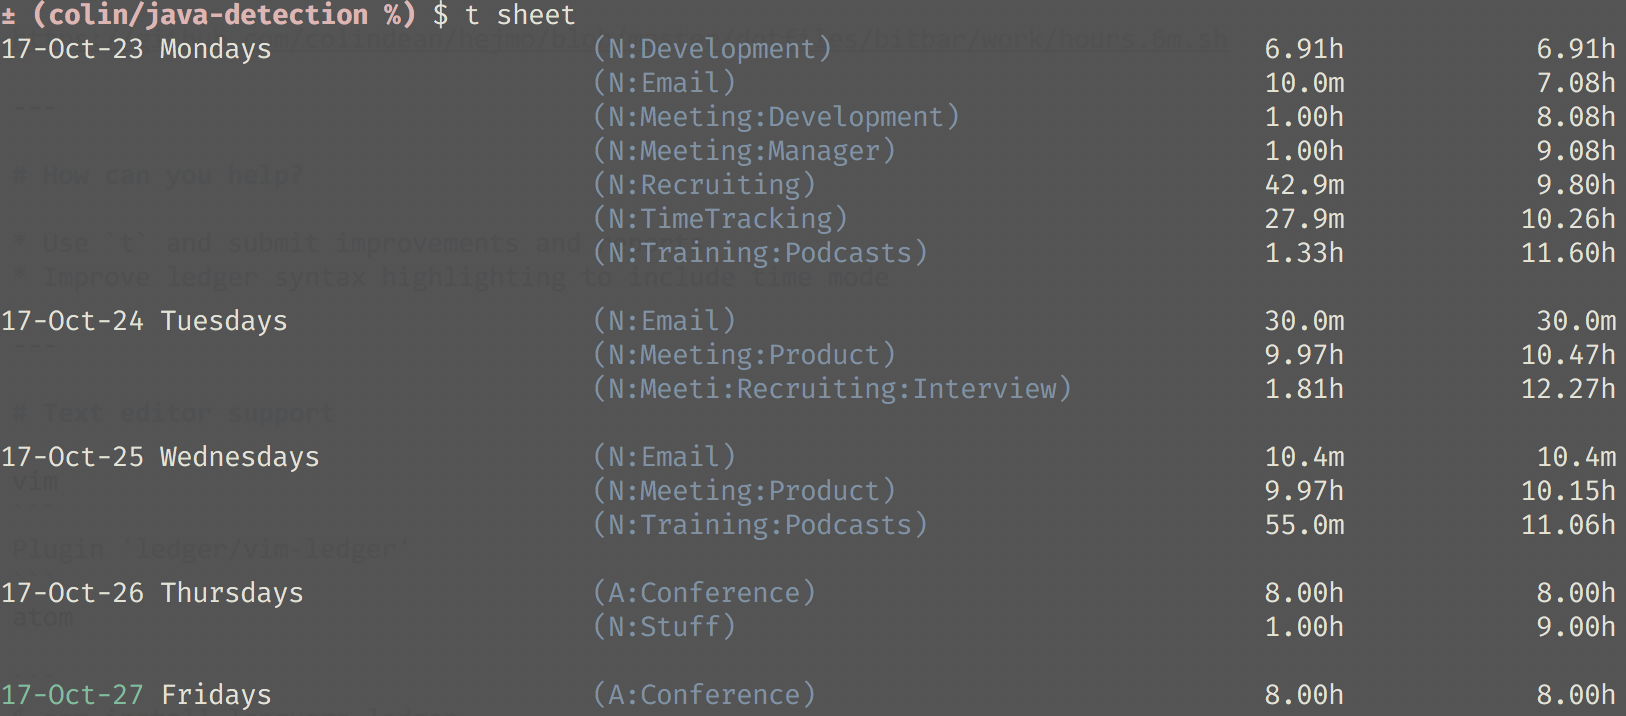 ± (colin/java-detection %) $ t sheet
17-Oct-23 Mondays (N:Development) 6.91h 6.91h
(N:Email) 10.0m 7.08h
---
(N:Meeting:Development) 1.00h 8.08h
(N:Meeting:Manager) 1.00h 9.08h
# How can you help?
(N:Recruiting) 42.9m 9.80h
(N:TimeTracking) 27.9m 10.26h
* Use `t` and submit improvements and
(N:Training:Podcasts) 1.33h 11.60h
* Improve ledger syntax highlighting to include time mode
17-Oct-24 Tuesdays (N:Email) 30.0m 30.0m
---
(N:Meeting:Product) 9.97h 10.47h
(N:Meeti:Recruiting:Interview) 1.81h 12.27h
# Text editor support
17-Oct-25 Wednesdays (N:Email) 10.4m 10.4m
vim
(N:Meeting:Product) 9.97h 10.15h
---
(N:Training:Podcasts) 55.0m 11.06h
Plugin 'ledger/vim-ledger'
---
17-Oct-26 Thursdays (A:Conference) 8.00h 8.00h
atom
(N:Stuff) 1.00h 9.00h
---
17-Oct-27 Fridays (A:Conference) 8.00h 8.00h